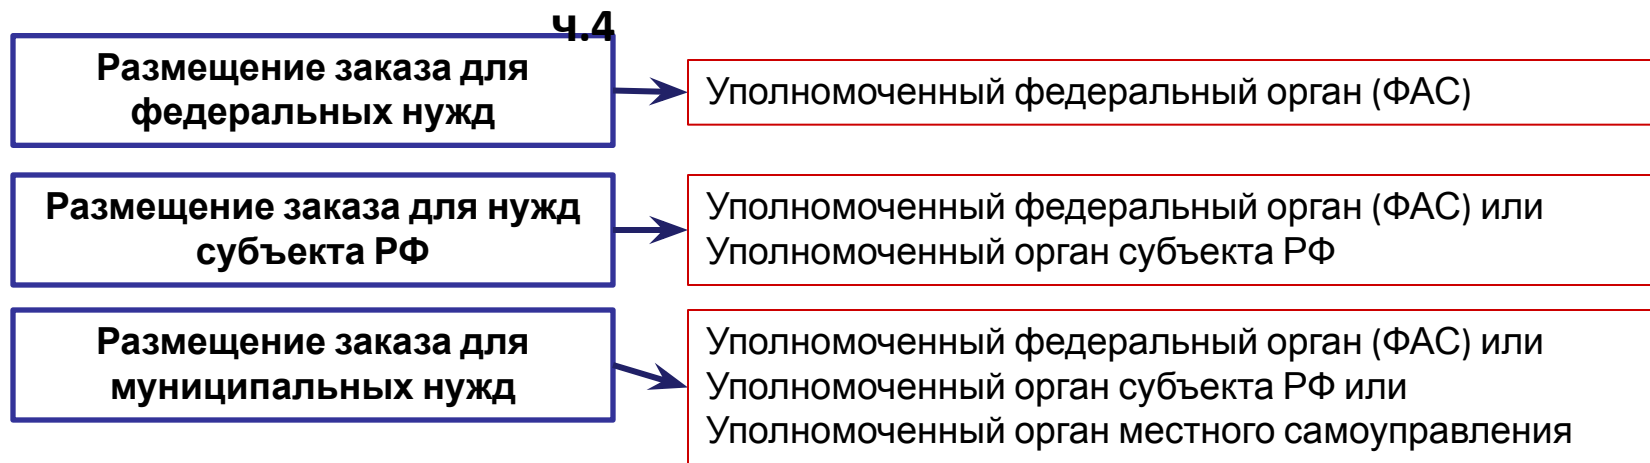 ч.4
Размещение заказа для
федеральных нужд
Уполномоченный федеральный орган (ФАС)
Размещение заказа для нужд
субъекта РФ
Уполномоченный федеральный орган (ФАС) или
Уполномоченный орган субъекта РФ
Размещение заказа для
муниципальных нужд
Уполномоченный федеральный орган (ФАС) или
Уполномоченный орган субъекта РФ или
Уполномоченный орган местного самоуправления